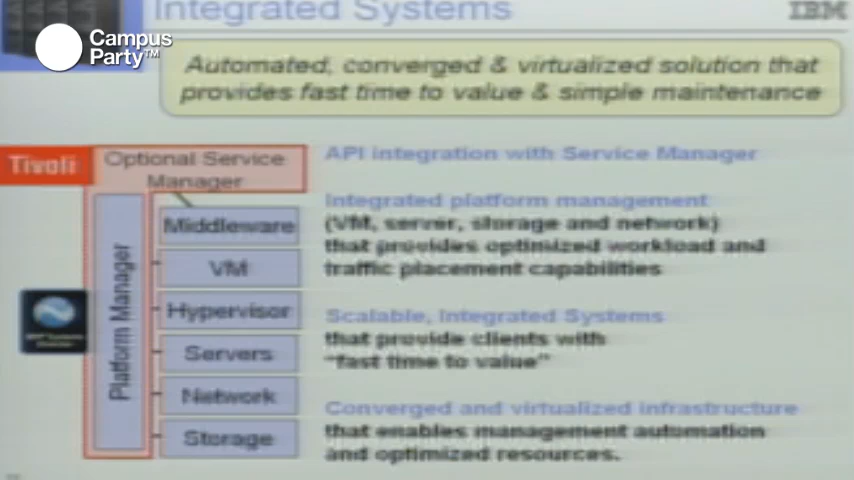 Integrated Systems
IBM
Campus
Party™
Automated, converged & virtualized solution that
provides fast time to value & simple maintenance
Tivoli
Optional Service
Manager
API integration with Service Manager
Integrated platform management
(VM, server, storage and network)
that provides optimized workload and
traffic placement capabilities
Platform Manager
Middleware
VM
Hypervisor
Servers
Network
Storage
Scalable, Integrated Systems
that provide clients with
“fast time to value”
Converged and virtualized infrastructure
that enables management automation
and optimized resources.